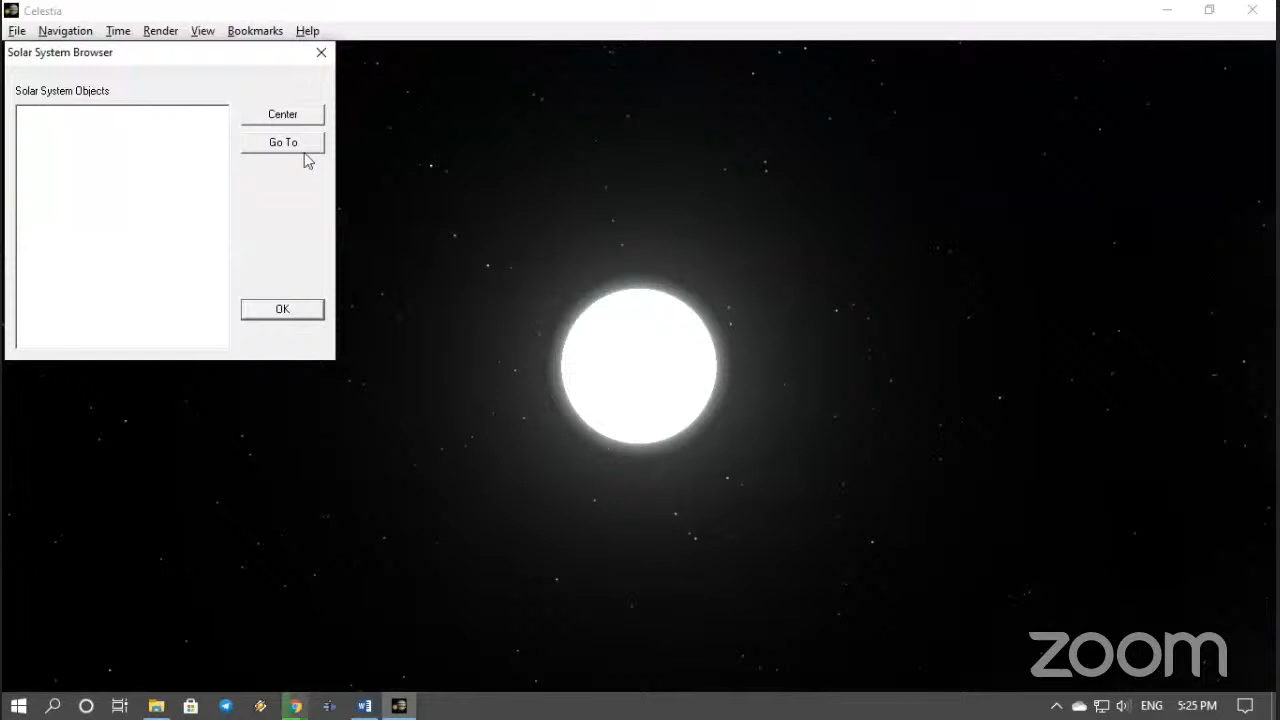 Celestia
File Navigation Time Render View Bookmarks Help
Solar System Browser
Solar System Objects
Center
Go To
OK
zoom
ENG 5:25 PM